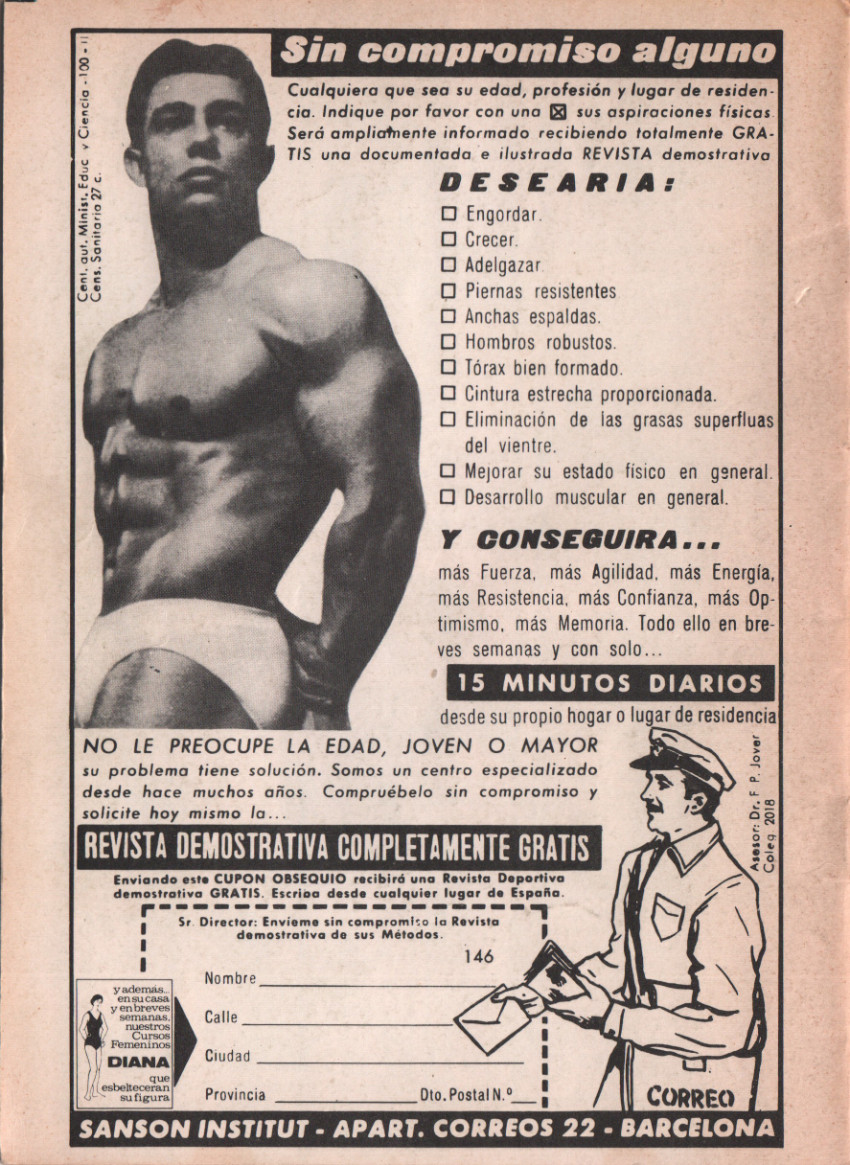 Sin compromiso alguno
Cualquiera que sea su edad, profesión y lugar de residen-
cia. Indique por favor con una ☒ sus aspiraciones físicas.
Será ampliamente informado recibiendo totalmente GRA-
TIS una documentada e ilustrada REVISTA demostrativa
Cent. aut. Minist. Educ. y Ciencia - 100 - II
Cens. Sanitaria 27 c.
DESEARIA:
☐ Engordar.
☐ Crecer.
☐ Adelgazar
☐ Piernas resistentes
☐ Anchas espaldas.
☐ Hombros robustos.
☐ Tórax bien formado.
☐ Cintura estrecha proporcionada.
☐ Eliminación de las grasas superfluas
del vientre.
☐ Mejorar su estado físico en general.
☐ Desarrollo muscular en general.
Y CONSEGUIRA...
más Fuerza, más Agilidad, más Energía,
más Resistencia, más Confianza, más Op-
timismo, más Memoria. Todo ello en bre-
ves semanas y con solo...
15 MINUTOS DIARIOS
desde su propio hogar o lugar de residencia
NO LE PREOCUPE LA EDAD, JOVEN O MAYOR
su problema tiene solución. Somos un centro especializado
desde hace muchos años. Compruébelo sin compromiso y
solicite hoy mismo la...
REVISTA DEMOSTRATIVA COMPLETAMENTE GRATIS
Enviando este CUPON OBSEQUIO recibirá una Revista Deportiva
demostrativa GRATIS. Escriba desde cualquier lugar de España.
Asesor: Dr. F. P. Jover
Coleg 2018
Sr. Director: Envíeme sin compromiso la Revista
demostrativa de sus Métodos.
146
Nombre
Calle
Ciudad
Provincia Dto. Postal N.º
y además...
en su casa
y en breves
semanas,
nuestros
Cursos
Femeninos
DIANA
que
esbelteceran
su figura
CORREO
SANSON INSTITUT - APART. CORREOS 22 - BARCELONA